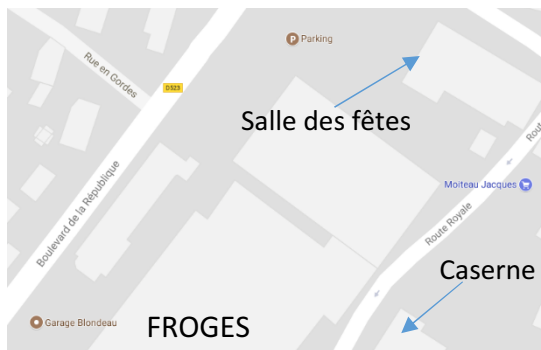 Parking
Rue en Gordes
D523
Salle des fêtes
Rout
Moiteau Jacques
Boulevard de la République
Route Royale
Caserne
Garage Blondeau
FROGES